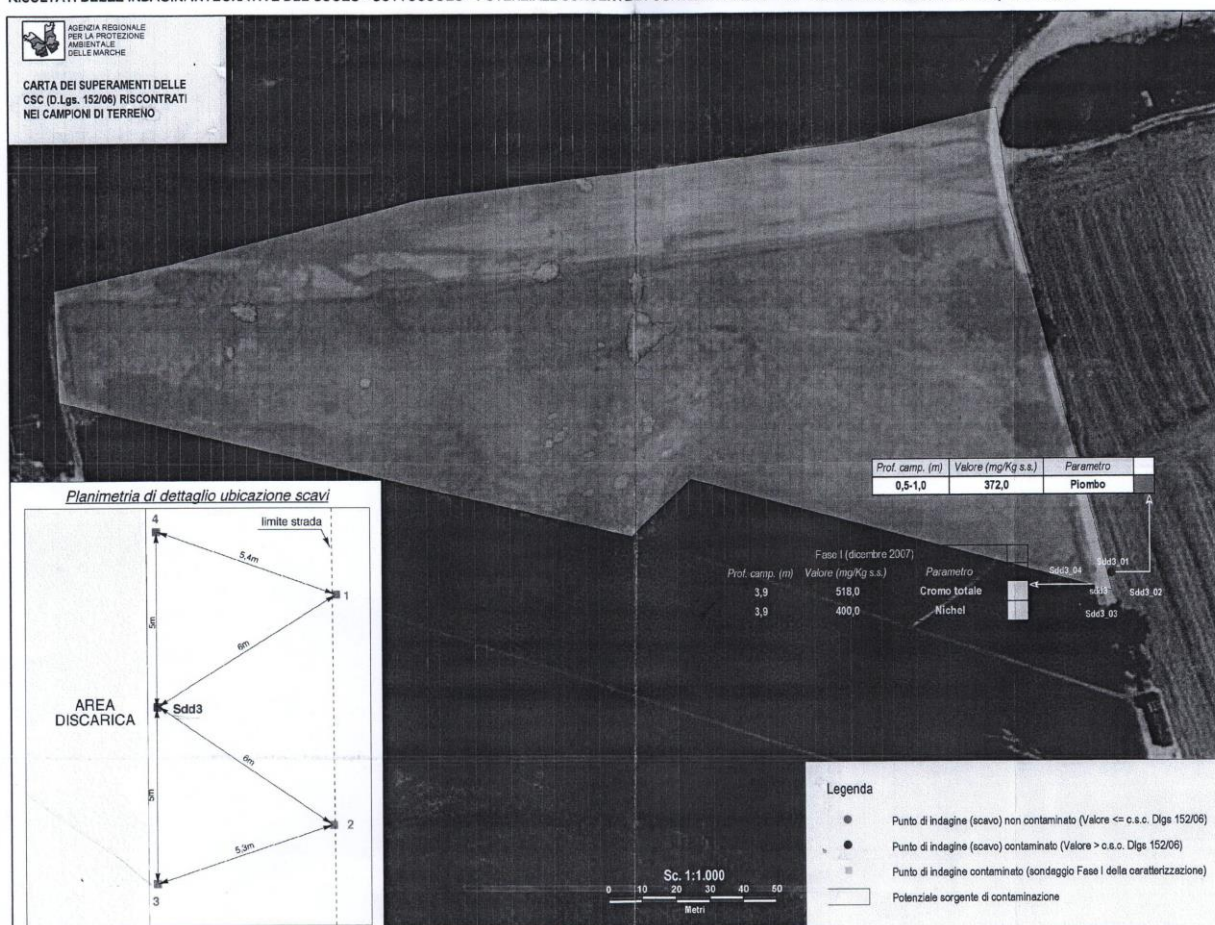 AGENZIA REGIONALE
PER LA PROTEZIONE
AMBIENTALE
DELLE MARCHE
CARTA DEI SUPERAMENTI DELLE
CSC (D.Lgs. 152/06) RISCONTRATI
NEI CAMPIONI DI TERRENO
Prof. camp. (m) Valore (mg/Kg s.s.) Parametro
0,5-1,0 372,0 Piombo
Fase I (dicembre 2007)
Prof. camp. (m) Valore (mg/Kg s.s.) Parametro
3,9 518,0 Cromo totale
3,9 400,0 Nichel
Sdd3_04
Sdd3_01
sdd3
Sdd3_02
Sdd3_03
Planimetria di dettaglio ubicazione scavi
4
limite strada
5,4m
1
5m
6m
AREA
DISCARICA
Sdd3
6m
5m
2
5,3m
3
Sc. 1:1.000
0 10 20 30 40 50
Metri
Legenda
Punto di indagine (scavo) non contaminato (Valore <= c.s.c. Dlgs 152/06)
Punto di indagine (scavo) contaminato (Valore > c.s.c. Dlgs 152/06)
Punto di indagine contaminato (sondaggio Fase I della caratterizzazione)
Potenziale sorgente di contaminazione